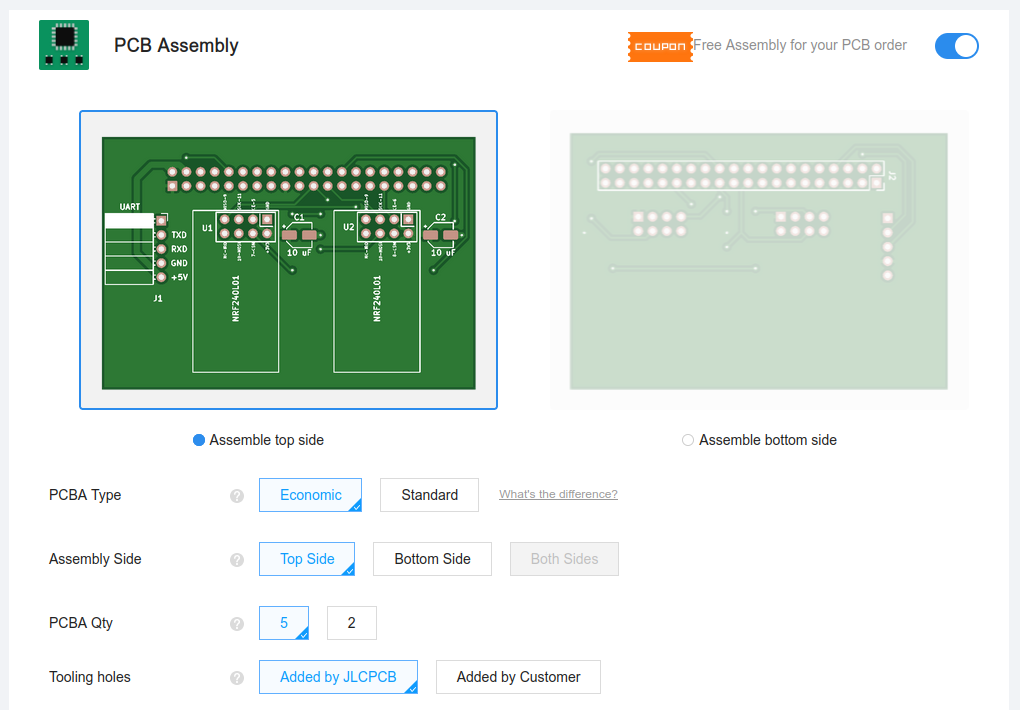 PCB Assembly
COUPON Free Assembly for your PCB order
UART
TXD
RXD
GND
+5V
J1
U1
C1
10 uF
NRF240L01
U2
C2
10 uF
NRF240L01
J2
Assemble top side
Assemble bottom side
PCBA Type ? Economic Standard What's the difference?
Assembly Side ? Top Side Bottom Side Both Sides
PCBA Qty ? 5 2
Tooling holes ? Added by JLCPCB Added by Customer